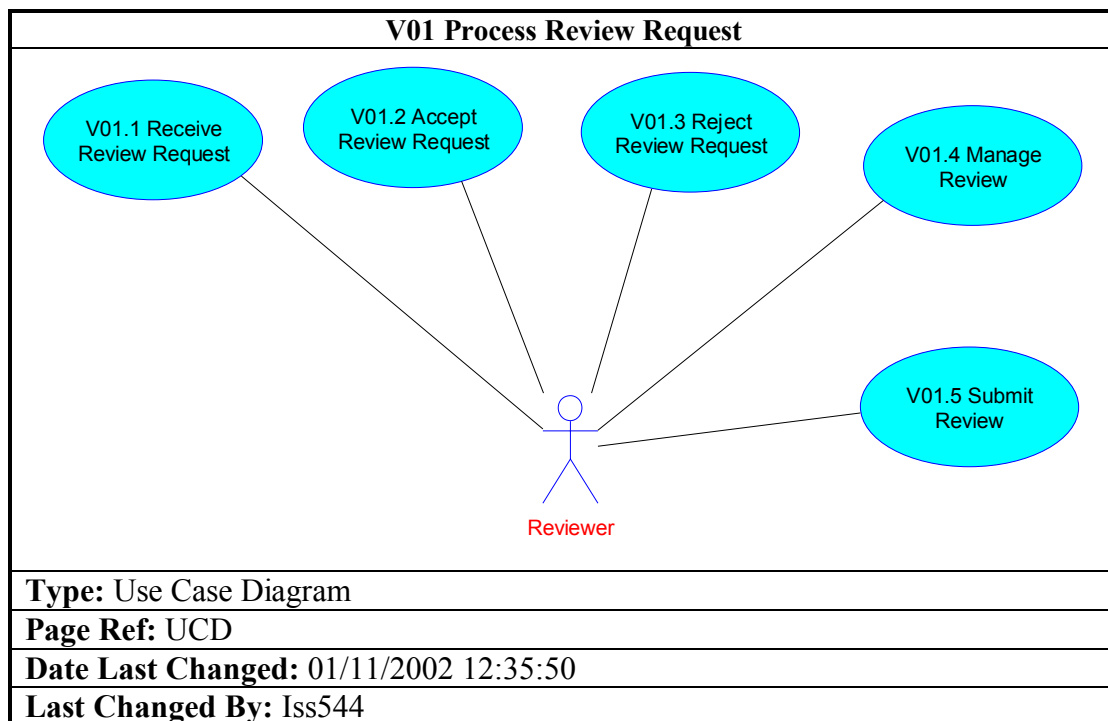 V01 Process Review Request
V01.1 Receive
Review Request
V01.2 Accept
Review Request
V01.3 Reject
Review Request
V01.4 Manage
Review
V01.5 Submit
Review
Reviewer
Type: Use Case Diagram
Page Ref: UCD
Date Last Changed: 01/11/2002 12:35:50
Last Changed By: Iss544